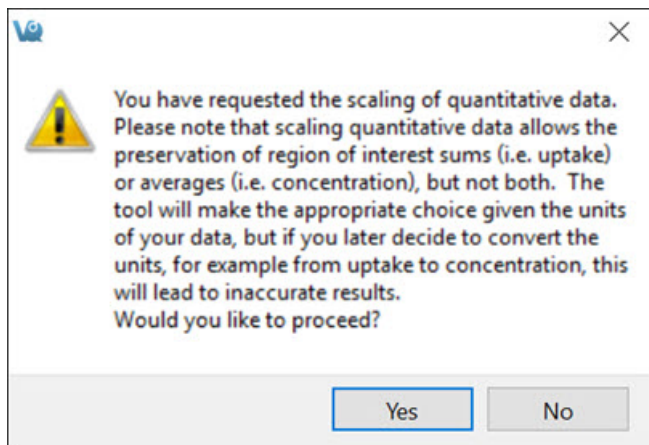 VQ
You have requested the scaling of quantitative data.
Please note that scaling quantitative data allows the
preservation of region of interest sums (i.e. uptake)
or averages (i.e. concentration), but not both.  The
tool will make the appropriate choice given the units
of your data, but if you later decide to convert the
units, for example from uptake to concentration, this
will lead to inaccurate results.
Would you like to proceed?
Yes
No